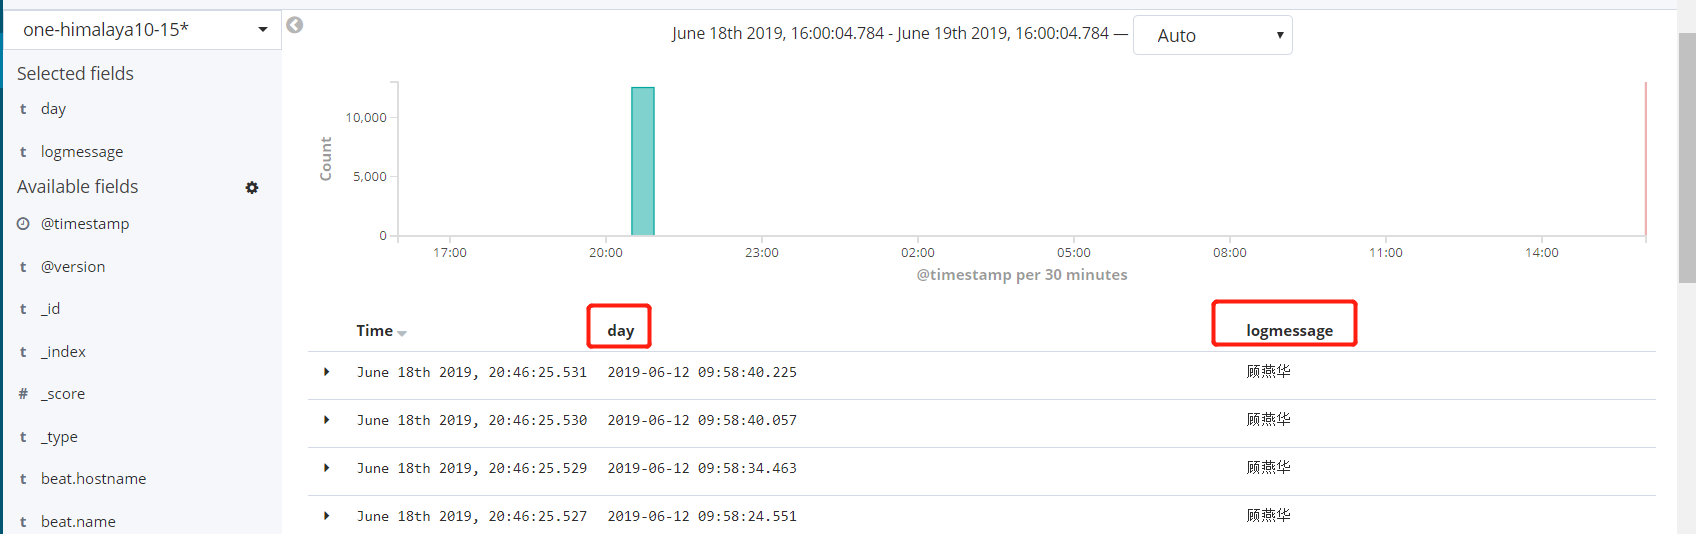 one-himalaya10-15*
Selected fields
t day
t logmessage
Available fields
@timestamp
t @version
t _id
t _index
# _score
t _type
t beat.hostname
t beat.name
June 18th 2019, 16:00:04.784 - June 19th 2019, 16:00:04.784 — Auto
Count
10,000
5,000
0
17:00 20:00 23:00 02:00 05:00 08:00 11:00 14:00
@timestamp per 30 minutes
Time day logmessage
June 18th 2019, 20:46:25.531 2019-06-12 09:58:40.225 顾燕华
June 18th 2019, 20:46:25.530 2019-06-12 09:58:40.057 顾燕华
June 18th 2019, 20:46:25.529 2019-06-12 09:58:34.463 顾燕华
June 18th 2019, 20:46:25.527 2019-06-12 09:58:24.551 顾燕华